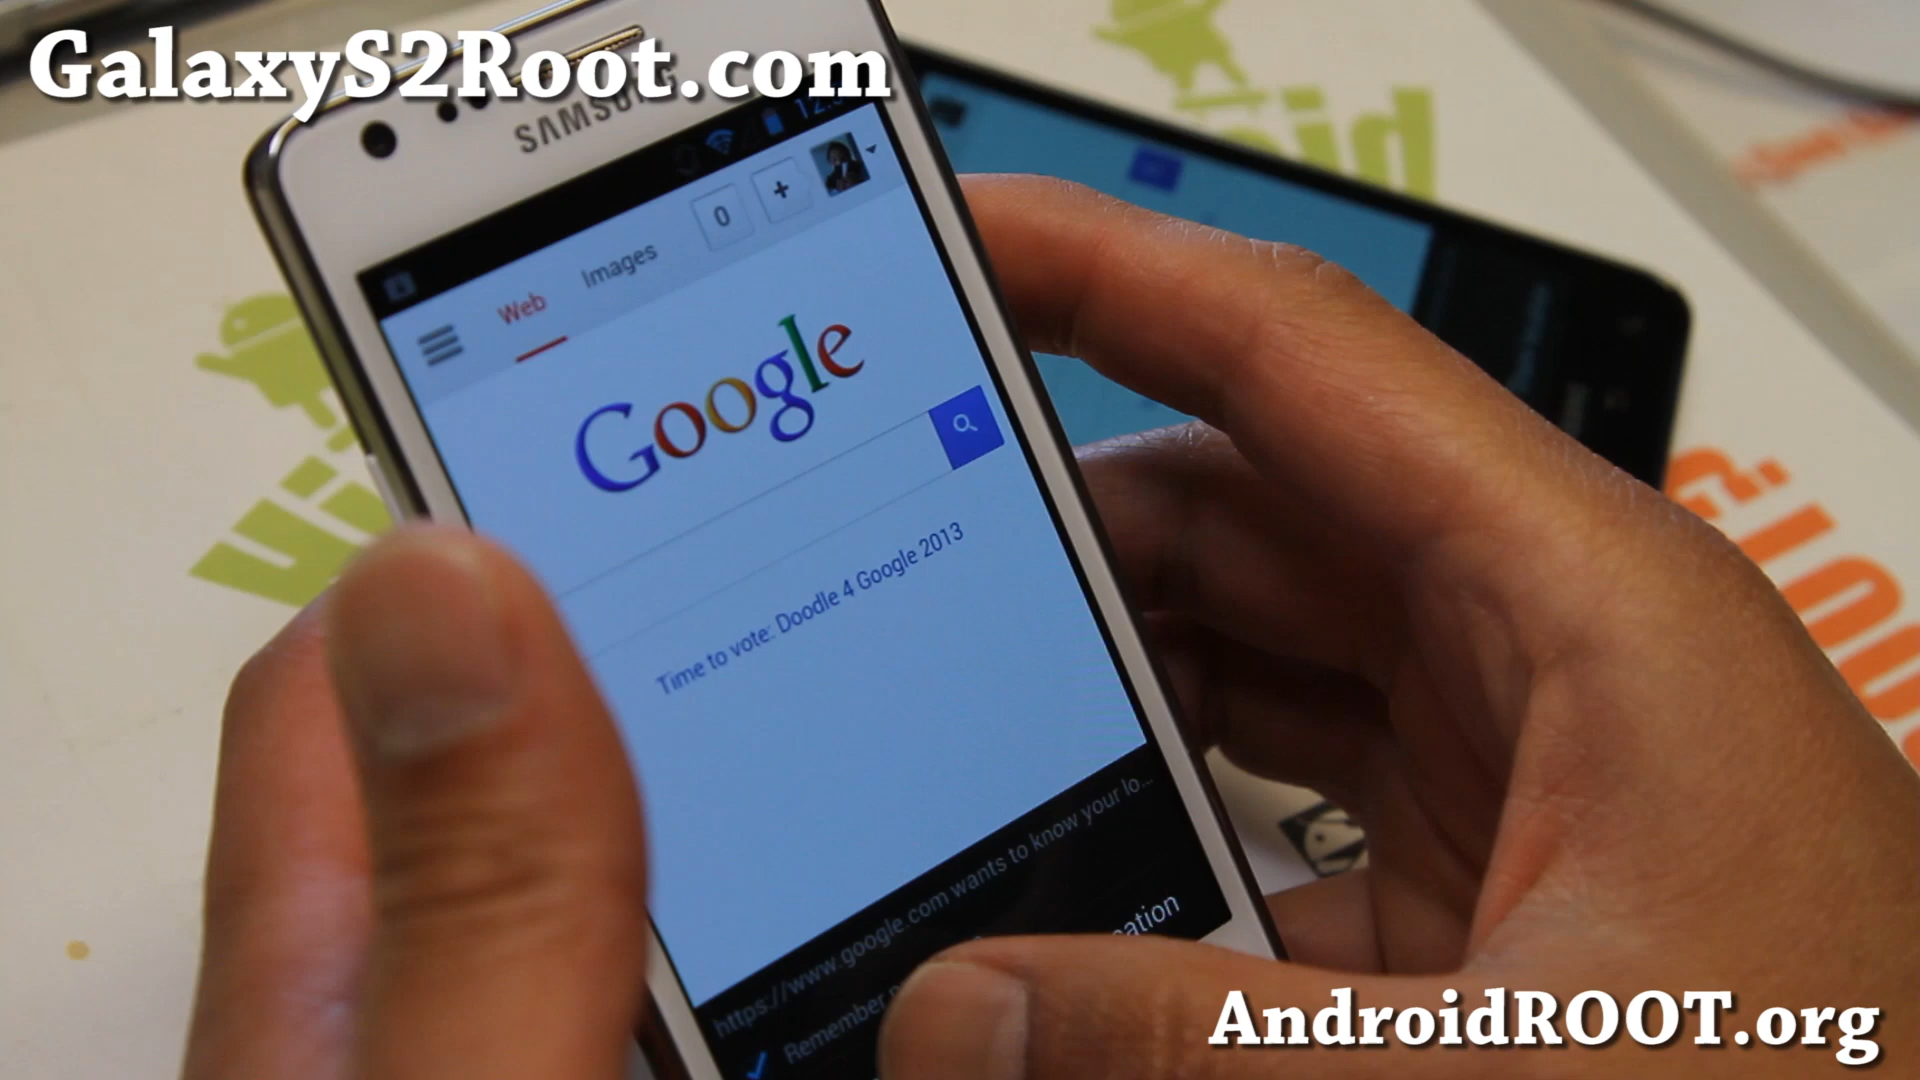 GalaxyS2Root.com
SAMSUNG
Web
Images
0
+
Google
Time to vote: Doodle 4 Google 2013
https://www.google.com wants to know your lo...
Remember
AndroidROOT.org